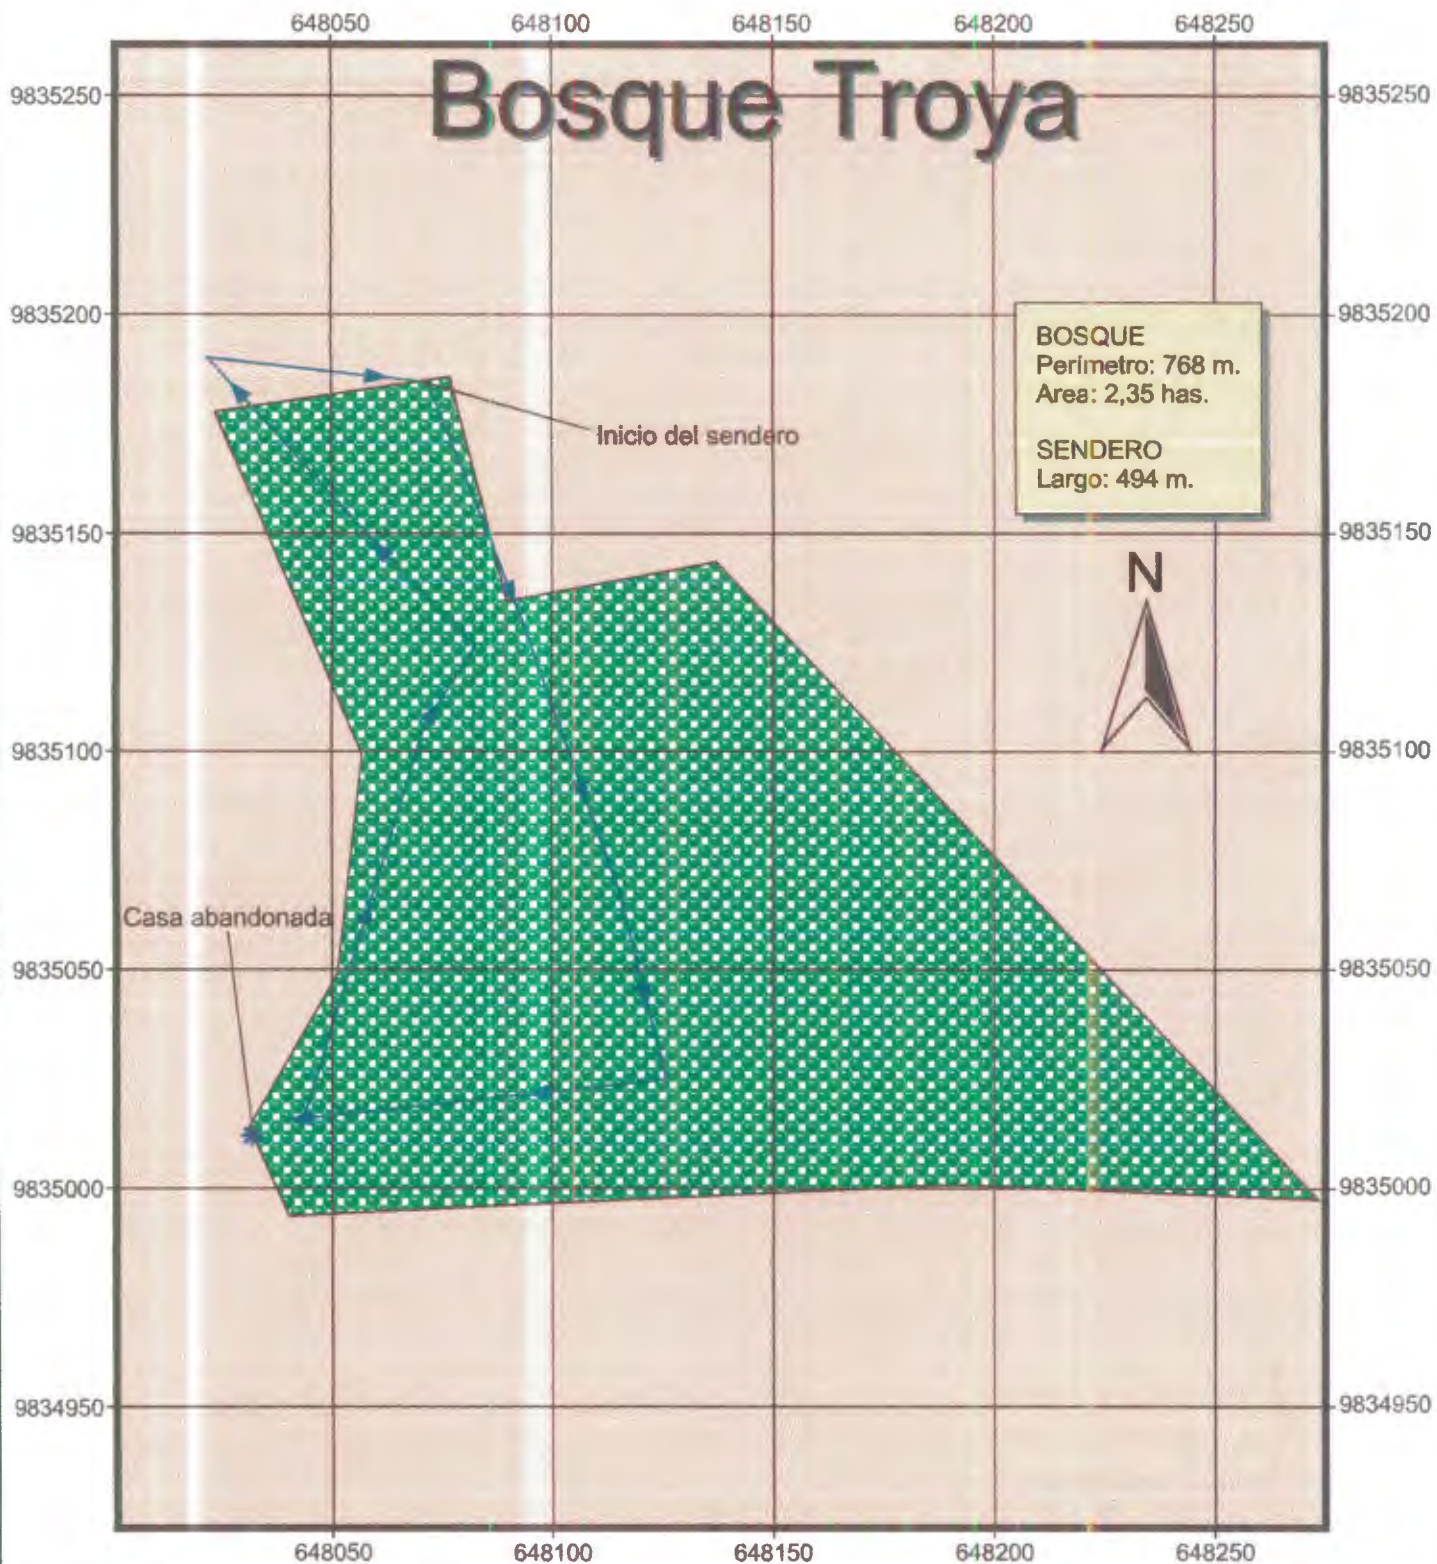 648050 648100 648150 648200 648250
Bosque Troya
9835250 9835250
9835200 9835200
BOSQUE
Perímetro: 768 m.
Area: 2,35 has.
SENDERO
Largo: 494 m.
Inicio del sendero
9835150 9835150
N
9835100 9835100
Casa abandonada
9835050 9835050
9835000 9835000
9834950 9834950
648050 648100 648150 648200 648250